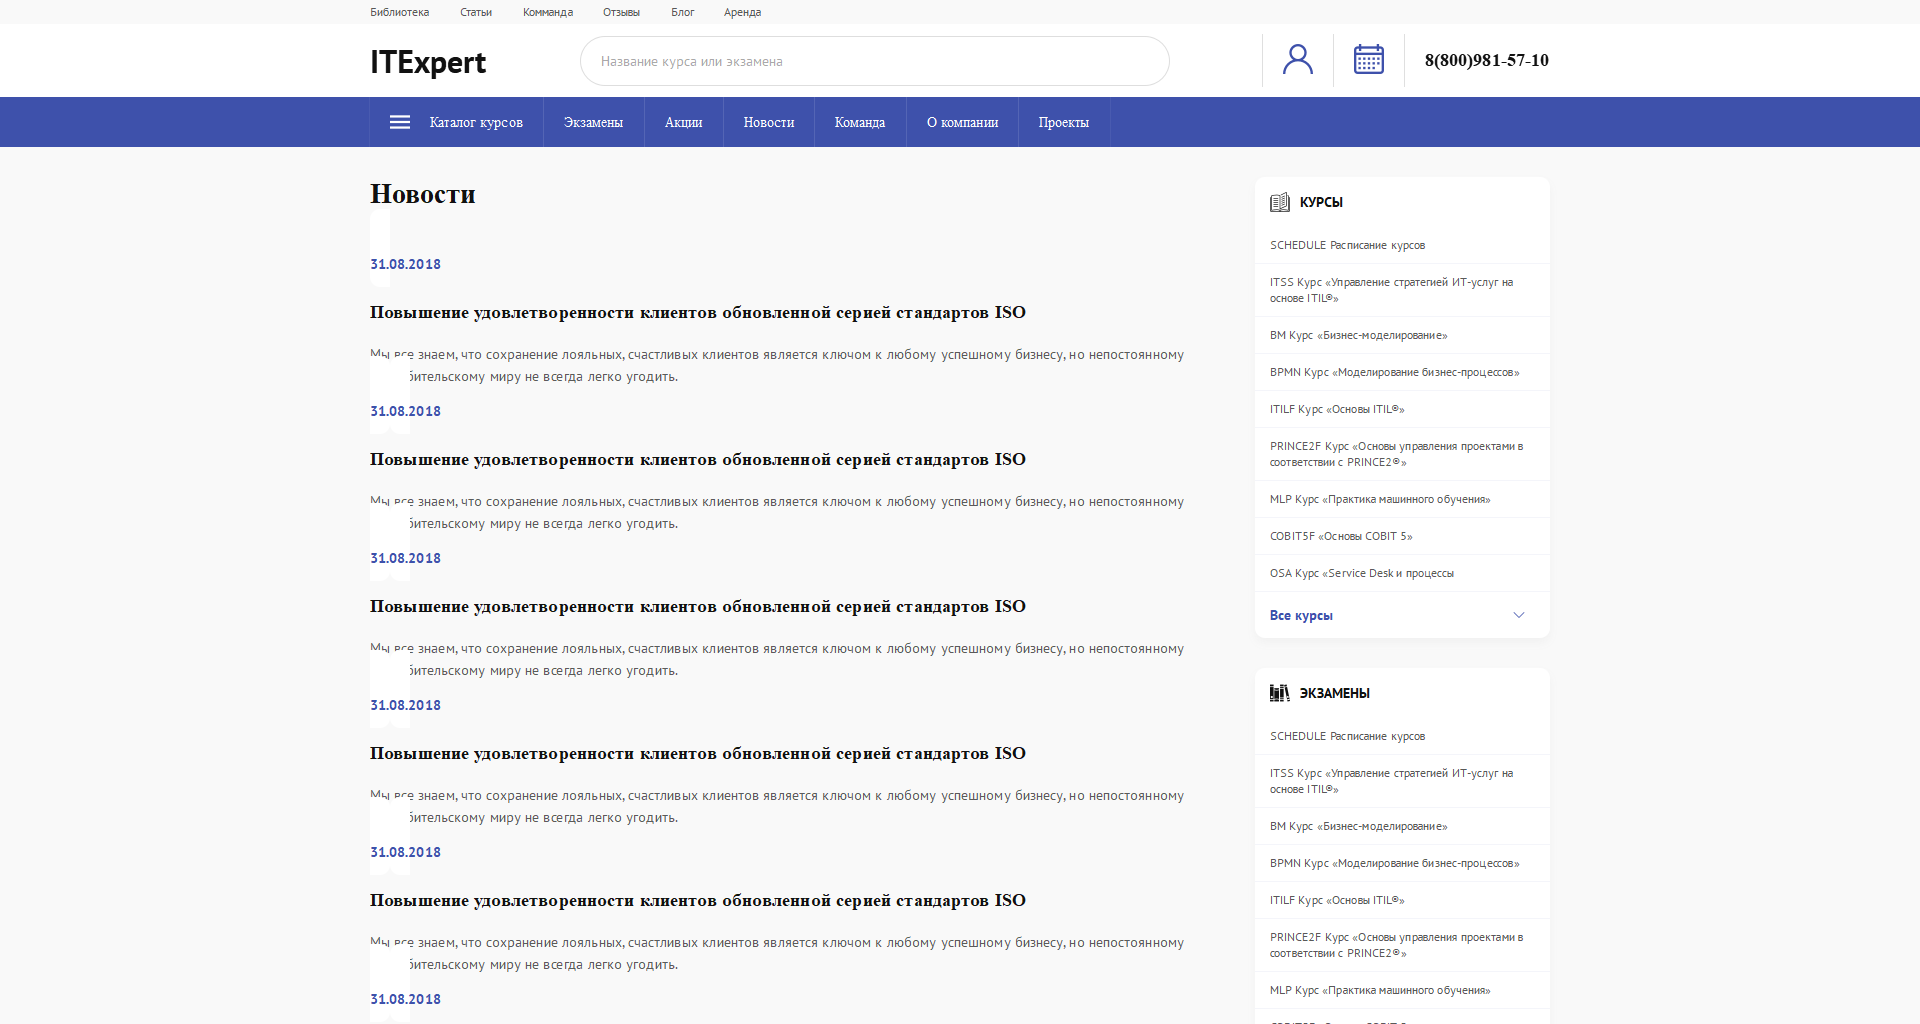 Библиотека Статьи Комманда Отзывы Блог Аренда
ITExpert
Название курса или экзамена
8(800)981-57-10
Каталог курсов Экзамены Акции Новости Команда О компании Проекты
Новости
31.08.2018
Повышение удовлетворенности клиентов обновленной серией стандартов ISO
Мы все знаем, что сохранение лояльных, счастливых клиентов является ключом к любому успешному бизнесу, но непостоянному
бительскому миру не всегда легко угодить.
31.08.2018
Повышение удовлетворенности клиентов обновленной серией стандартов ISO
Мы все знаем, что сохранение лояльных, счастливых клиентов является ключом к любому успешному бизнесу, но непостоянному
бительскому миру не всегда легко угодить.
31.08.2018
Повышение удовлетворенности клиентов обновленной серией стандартов ISO
Мы все знаем, что сохранение лояльных, счастливых клиентов является ключом к любому успешному бизнесу, но непостоянному
бительскому миру не всегда легко угодить.
31.08.2018
Повышение удовлетворенности клиентов обновленной серией стандартов ISO
Мы все знаем, что сохранение лояльных, счастливых клиентов является ключом к любому успешному бизнесу, но непостоянному
бительскому миру не всегда легко угодить.
31.08.2018
Повышение удовлетворенности клиентов обновленной серией стандартов ISO
Мы все знаем, что сохранение лояльных, счастливых клиентов является ключом к любому успешному бизнесу, но непостоянному
бительскому миру не всегда легко угодить.
31.08.2018
КУРСЫ
SCHEDULE Расписание курсов
ITSS Курс «Управление стратегией ИТ-услуг на
основе ITIL®»
BM Курс «Бизнес-моделирование»
BPMN Курс «Моделирование бизнес-процессов»
ITILF Курс «Основы ITIL®»
PRINCE2F Курс «Основы управления проектами в
соответствии с PRINCE2®»
MLP Курс «Практика машинного обучения»
COBIT5F «Основы COBIT 5»
OSA Курс «Service Desk и процессы
Все курсы
ЭКЗАМЕНЫ
SCHEDULE Расписание курсов
ITSS Курс «Управление стратегией ИТ-услуг на
основе ITIL®»
BM Курс «Бизнес-моделирование»
BPMN Курс «Моделирование бизнес-процессов»
ITILF Курс «Основы ITIL®»
PRINCE2F Курс «Основы управления проектами в
соответствии с PRINCE2®»
MLP Курс «Практика машинного обучения»